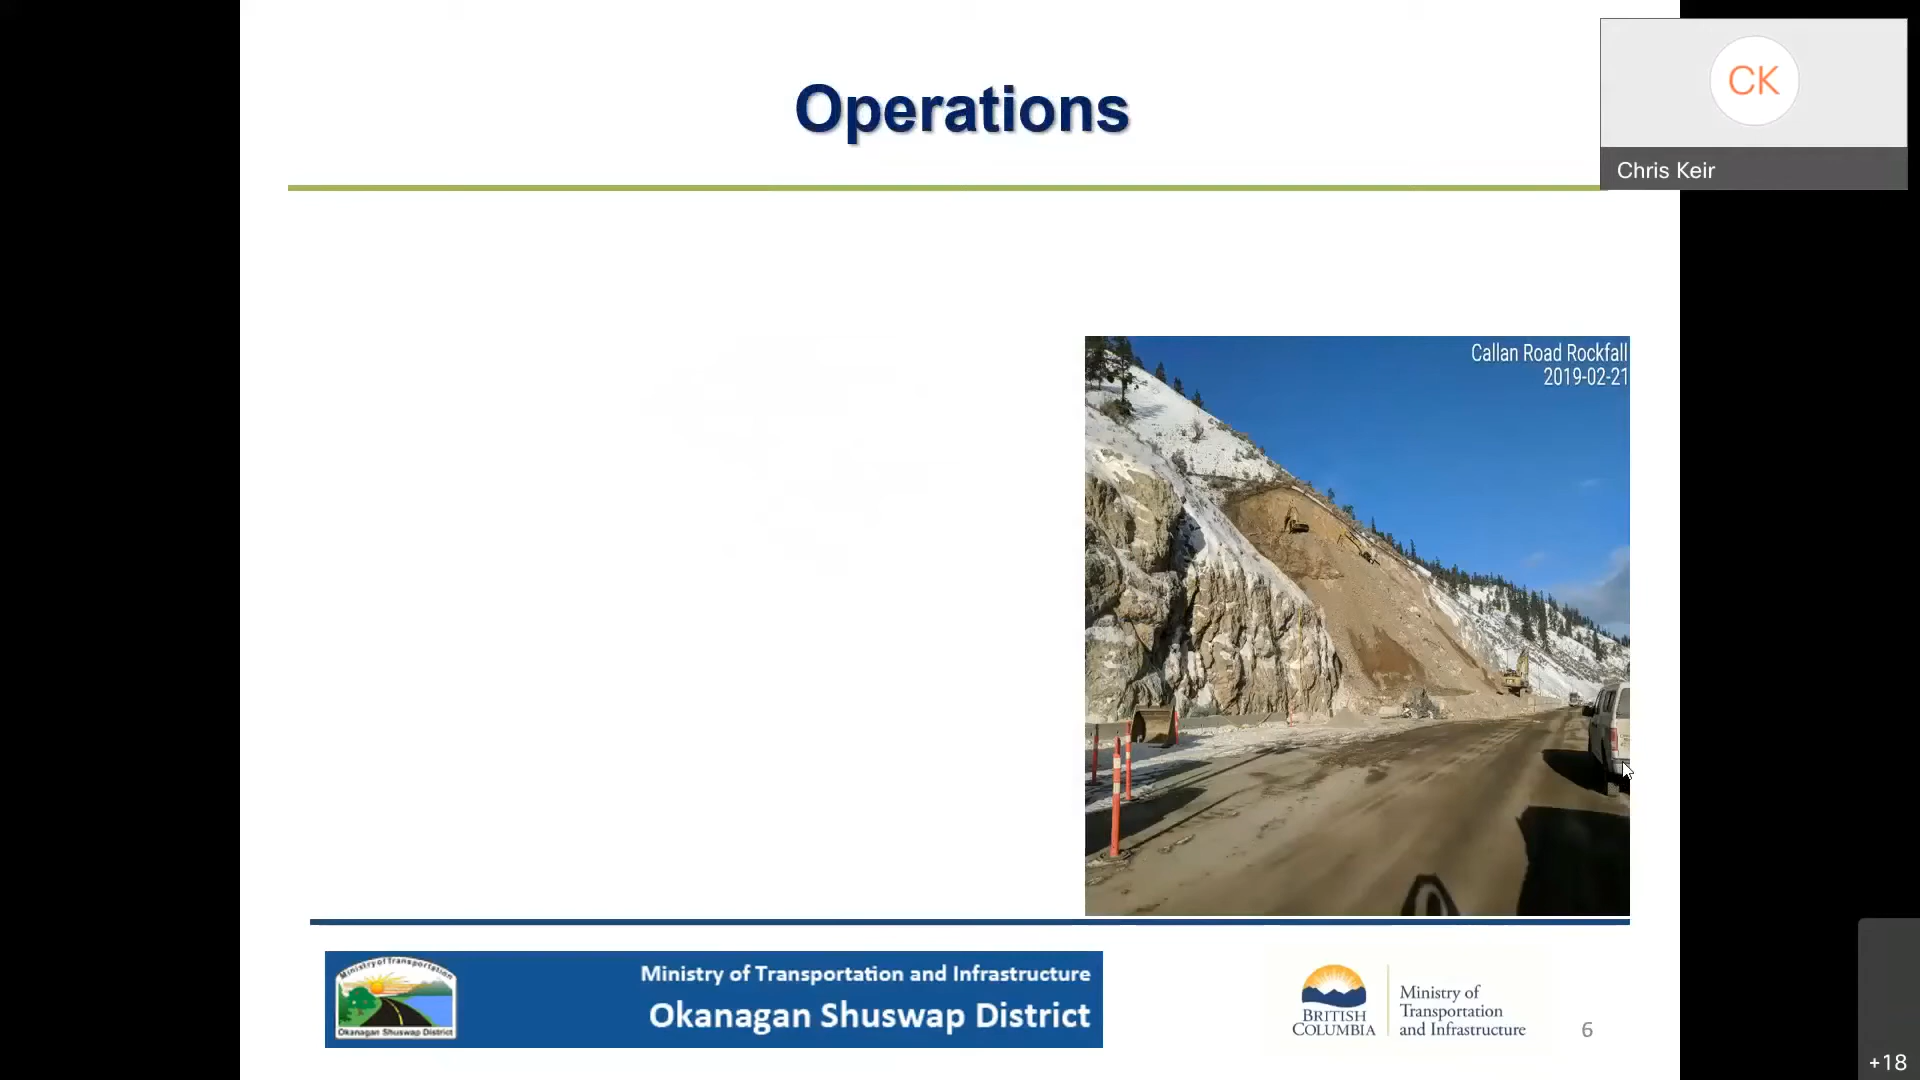 Operations
CK
Chris Keir
Callan Road Rockfall
2019-02-21
Ministry of Transportation
Okanagan Shuswap District
Ministry of Transportation and Infrastructure
Okanagan Shuswap District
BRITISH
COLUMBIA
Ministry of
Transportation
and Infrastructure
6
+18